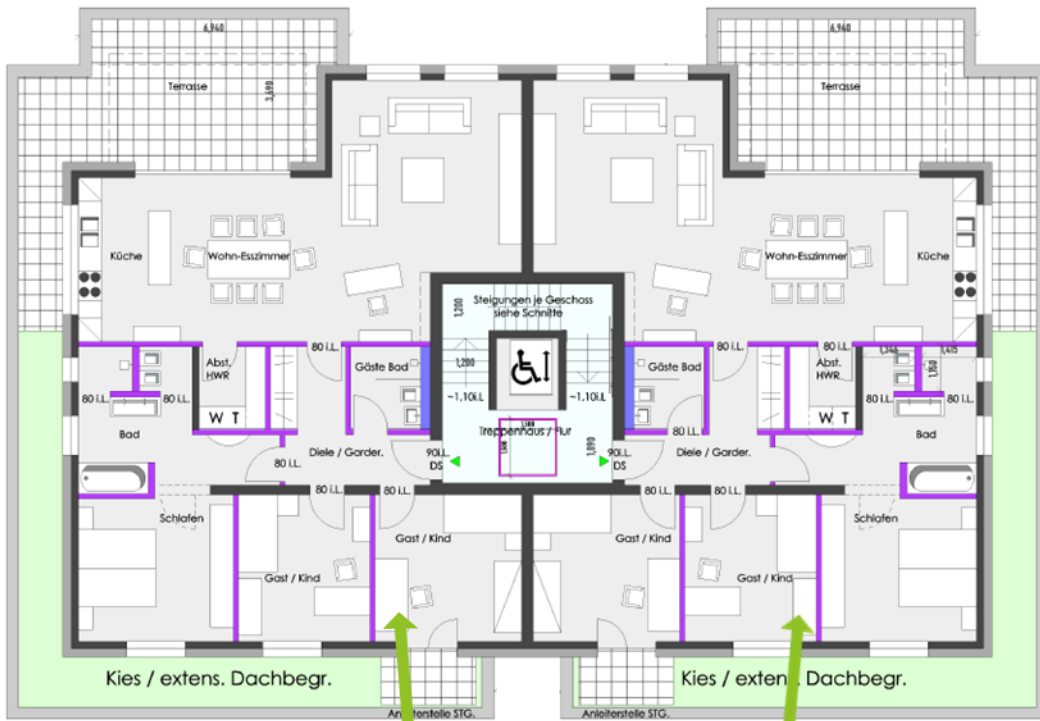 6,940
6,940
Terrasse
3,690
Terrasse
Küche
Wohn-Esszimmer
Wohn-Esszimmer
Küche
Steigungen je Geschoss
siehe Schnitte
1,200
1,200
80 i.L.
80 i.L.
80 i.L.
Abst.
HWR
Gäste Bad
Gäste Bad
Abst.
HWR
1,415
80 i.L.
80 i.L.
~1,10i.L
~1,10i.L
80 i.L.
80 i.L.
W T
W T
Bad
Treppenhaus / Flur
80 i.L.
Bad
Diele / Garder.
90i.L.
DS
1,890
90i.L.
DS
Diele / Garder.
80 i.L.
80 i.L.
80 i.L.
80 i.L.
80 i.L.
80 i.L.
Schlafen
Gast / Kind
Gast / Kind
Schlafen
Gast / Kind
Gast / Kind
Kies / extens. Dachbegr.
Kies / extens. Dachbegr.
Anleiterstelle STG.
Anleiterstelle STG.